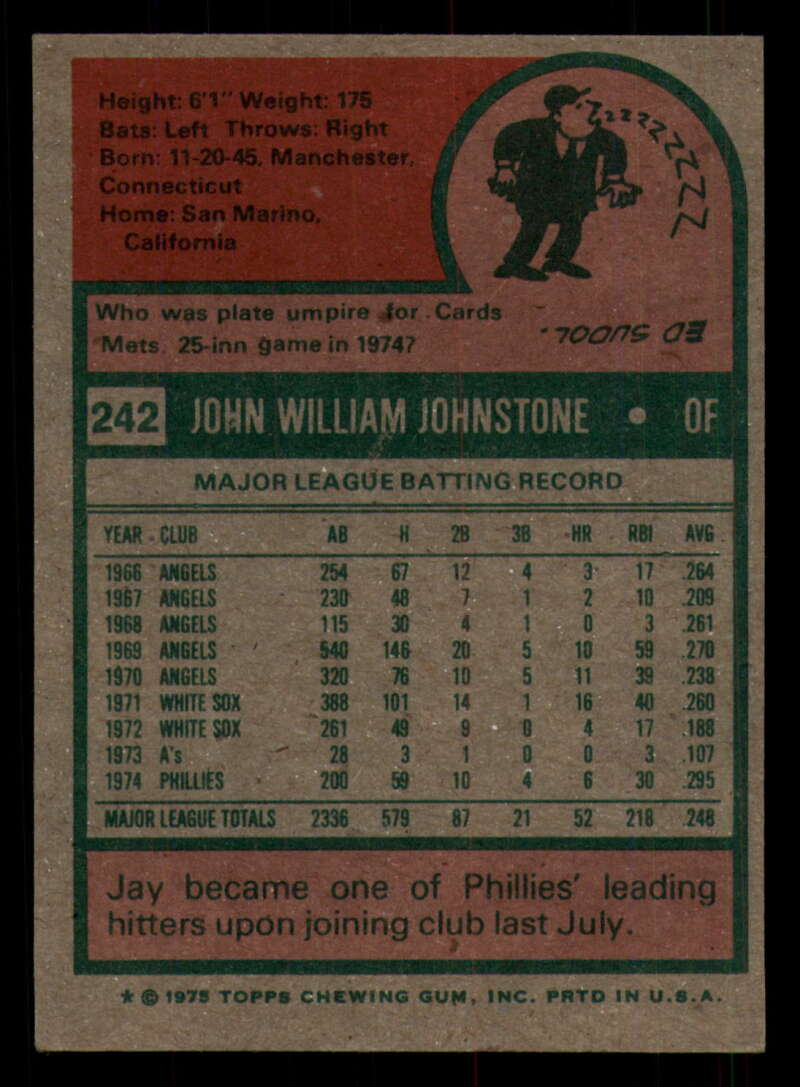 Height: 6'1" Weight: 175
Bats: Left Throws: Right
Born: 11-20-45, Manchester,
Connecticut
Home: San Marino,
California
Zzzzzzzzzz
Who was plate umpire for Cards
Mets 25-inn game in 1974?
ED SUDOL.
242 JOHN WILLIAM JOHNSTONE • OF
MAJOR LEAGUE BATTING RECORD
YEAR CLUB AB H 2B 3B HR RBI AVG
1966 ANGELS 254 67 12 4 3 17 .264
1967 ANGELS 230 48 7 1 2 10 .209
1968 ANGELS 115 30 4 1 0 3 .261
1969 ANGELS 540 146 20 5 10 59 .270
1970 ANGELS 320 76 10 5 11 39 .238
1971 WHITE SOX 388 101 14 1 16 40 .260
1972 WHITE SOX 261 49 9 0 4 17 .188
1973 A's 28 3 1 0 0 3 .107
1974 PHILLIES 200 59 10 4 6 30 .295
MAJOR LEAGUE TOTALS 2336 579 87 21 52 218 .248
Jay became one of Phillies' leading
hitters upon joining club last July.
* © 1975 TOPPS CHEWING GUM, INC. PRTD IN U.S.A.